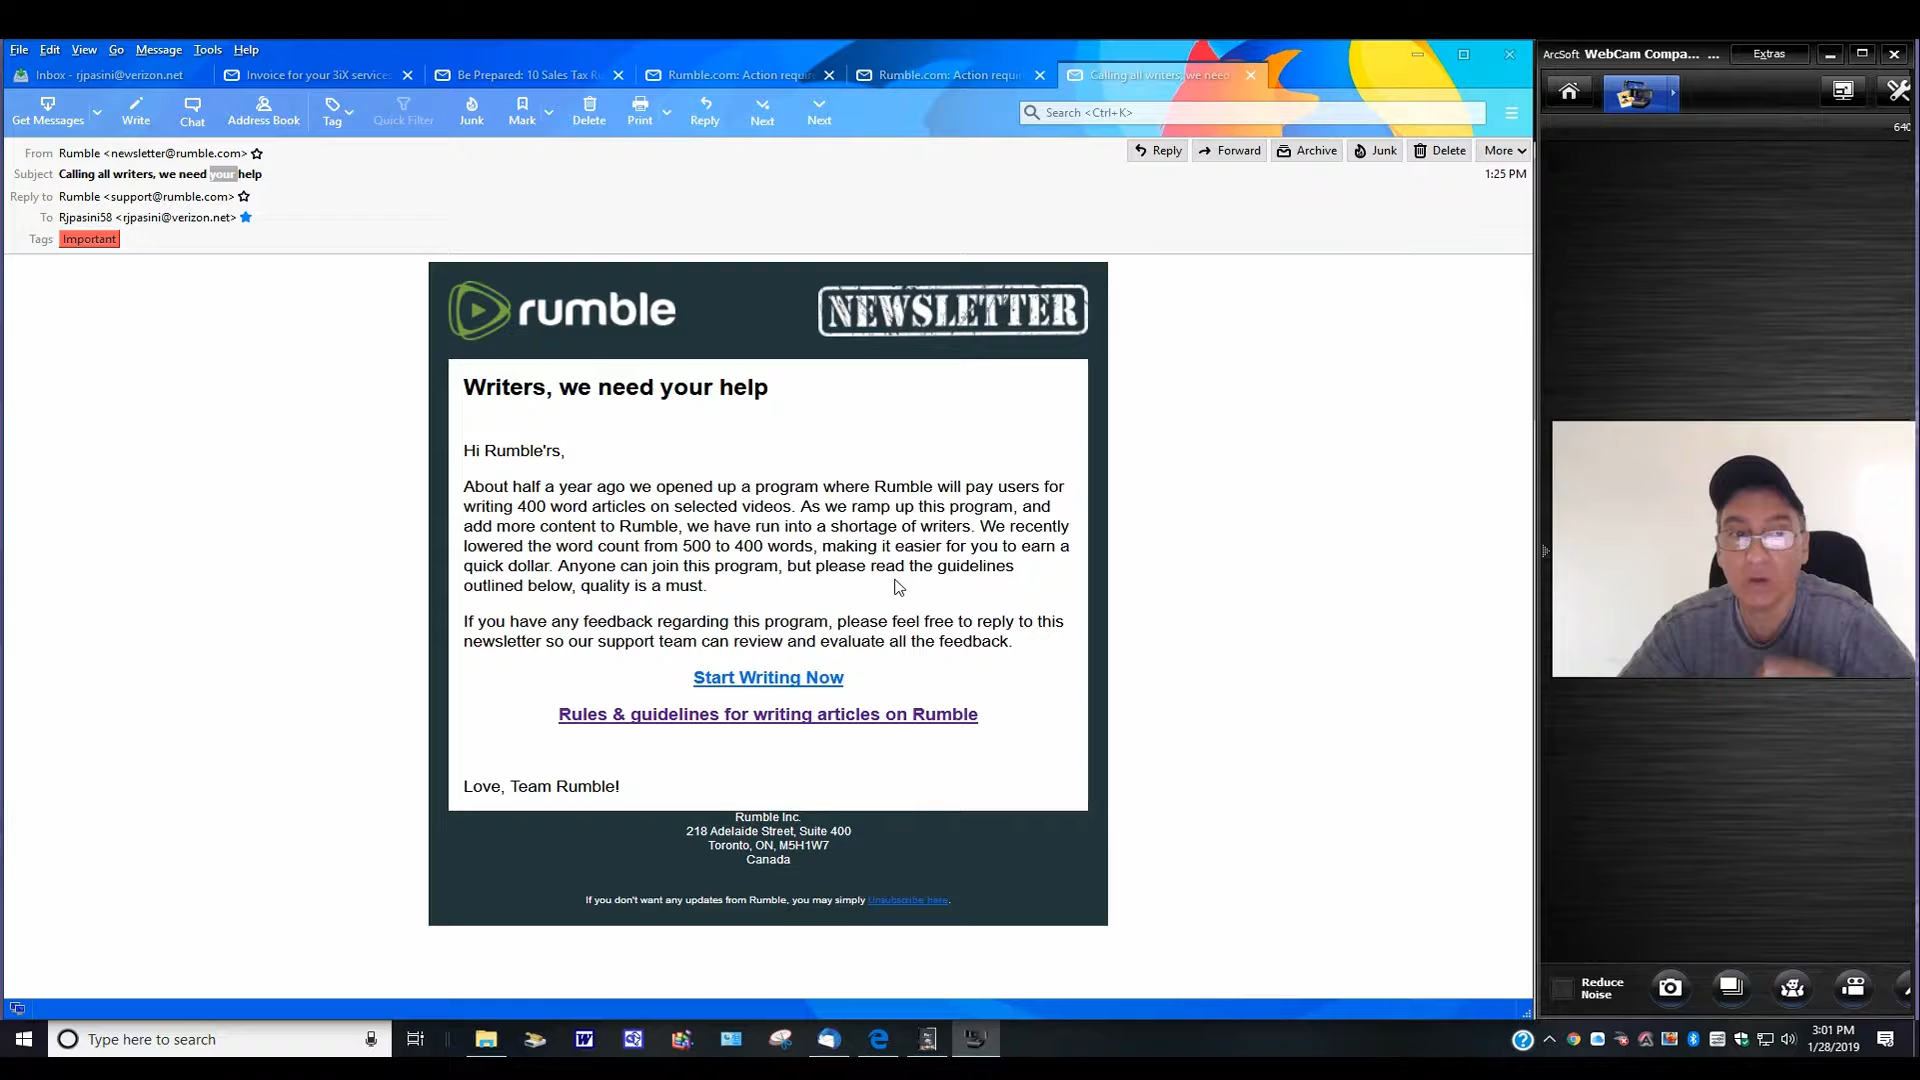 File Edit View Go Message Tools Help
Inbox - rjpasini@verizon.net
Invoice for your 3iX services
Be Prepared: 10 Sales Tax R
Rumble.com: Action require
Rumble.com: Action requi
Calling all writers, we need
Get Messages Write Chat Address Book Tag Quick Filter Junk Mark Delete Print Reply Next Next
Search <Ctrl+K>
From Rumble <newsletter@rumble.com>
Reply Forward Archive Junk Delete More
Subject Calling all writers, we need your help
1:25 PM
Reply to Rumble <support@rumble.com>
To Rjpasini58 <rjpasini@verizon.net>
Tags Important
rumble
NEWSLETTER
Writers, we need your help
Hi Rumble'rs,
About half a year ago we opened up a program where Rumble will pay users for
writing 400 word articles on selected videos. As we ramp up this program, and
add more content to Rumble, we have run into a shortage of writers. We recently
lowered the word count from 500 to 400 words, making it easier for you to earn a
quick dollar. Anyone can join this program, but please read the guidelines
outlined below, quality is a must.
If you have any feedback regarding this program, please feel free to reply to this
newsletter so our support team can review and evaluate all the feedback.
Start Writing Now
Rules & guidelines for writing articles on Rumble
Love, Team Rumble!
Rumble Inc.
218 Adelaide Street, Suite 400
Toronto, ON, M5H1W7
Canada
If you don't want any updates from Rumble, you may simply Unsubscribe here.
ArcSoft WebCam Compa... ...
Extras
640
Reduce
Noise
Type here to search
3:01 PM
1/28/2019